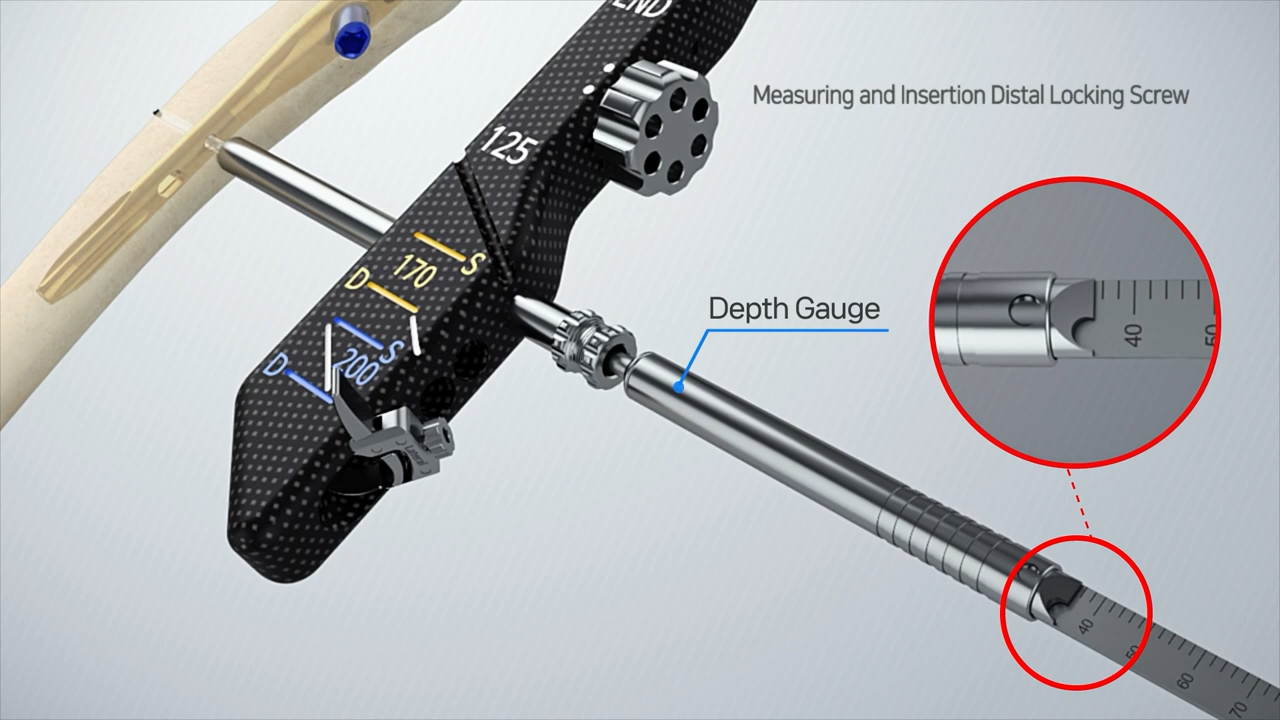 END
Measuring and Insertion Distal Locking Screw
125
S
170
D
S
200
D
Depth Gauge
40
50
40
50
60
70